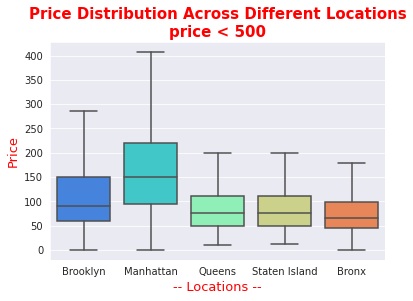 Price Distribution Across Different Locations
price < 500
400
350
300
250
200
150
100
50
0
Price
Brooklyn Manhattan Queens Staten Island Bronx
-- Locations --